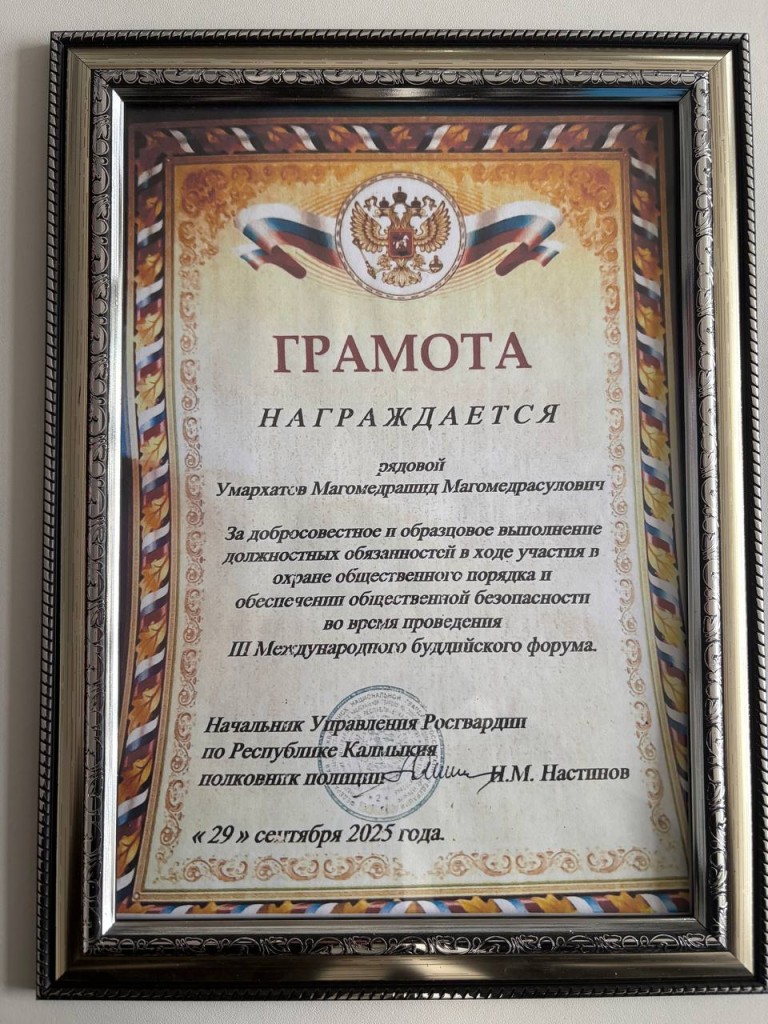 ГРАМОТА
НАГРАЖДАЕТСЯ
рядовой
Умархатов Магомедрашид Магомедрасулович
За добросовестное и образцовое выполнение
должностных обязанностей в ходе участия в
охране общественного порядка и
обеспечении общественной безопасности
во время проведения
III Международного буддийского форума.
Начальник Управления Росгвардии
по Республике Калмыкия
полковник полиции Н.М. Настинов
« 29 » сентября 2025 года.